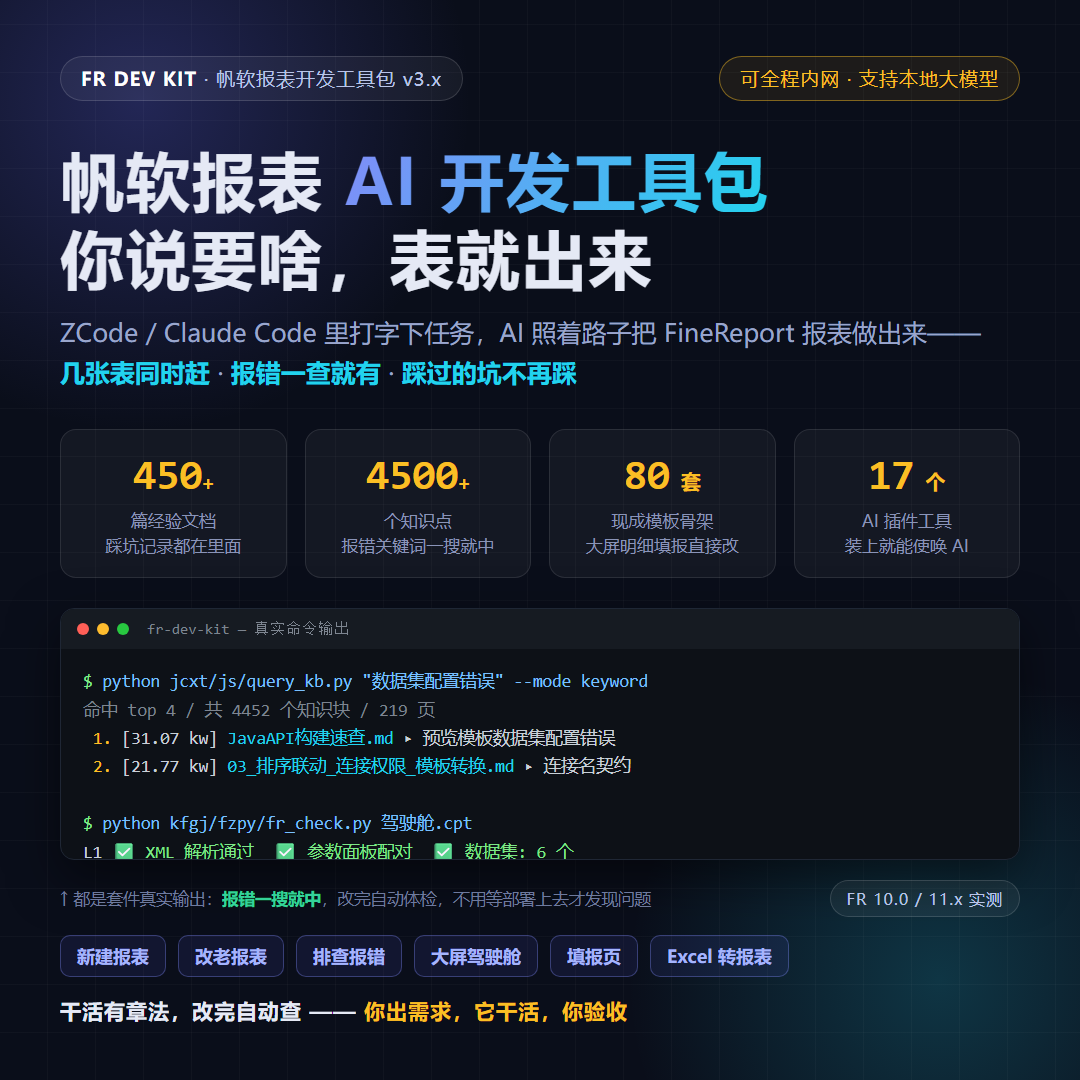 FR DEV KIT · 帆软报表开发工具包 v3.x
可全程内网 · 支持本地大模型
帆软报表 AI 开发工具包
你说要啥，表就出来
ZCode / Claude Code 里打字下任务，AI 照着路子把 FineReport 报表做出来——
几张表同时赶 · 报错一查就有 · 踩过的坑不再踩
450+
篇经验文档
踩坑记录都在里面
4500+
个知识点
报错关键词一搜就中
80 套
现成模板骨架
大屏明细填报直接改
17 个
AI 插件工具
装上就能使唤 AI
fr-dev-kit — 真实命令输出
$ python jcxt/js/query_kb.py "数据集配置错误" --mode keyword
命中 top 4 / 共 4452 个知识块 / 219 页
1. [31.07 kw] JavaAPI构建速查.md ▸ 预览模板数据集配置错误
2. [21.77 kw] 03_排序联动_连接权限_模板转换.md ▸ 连接名契约
$ python kfgj/fzpy/fr_check.py 驾驶舱.cpt
L1 ✅ XML 解析通过 ✅ 参数面板配对 ✅ 数据集: 6 个
↑ 都是套件真实输出：报错一搜就中，改完自动体检，不用等部署上去才发现问题
FR 10.0 / 11.x 实测
新建报表
改老报表
排查报错
大屏驾驶舱
填报页
Excel 转报表
干活有章法，改完自动查 —— 你出需求，它干活，你验收